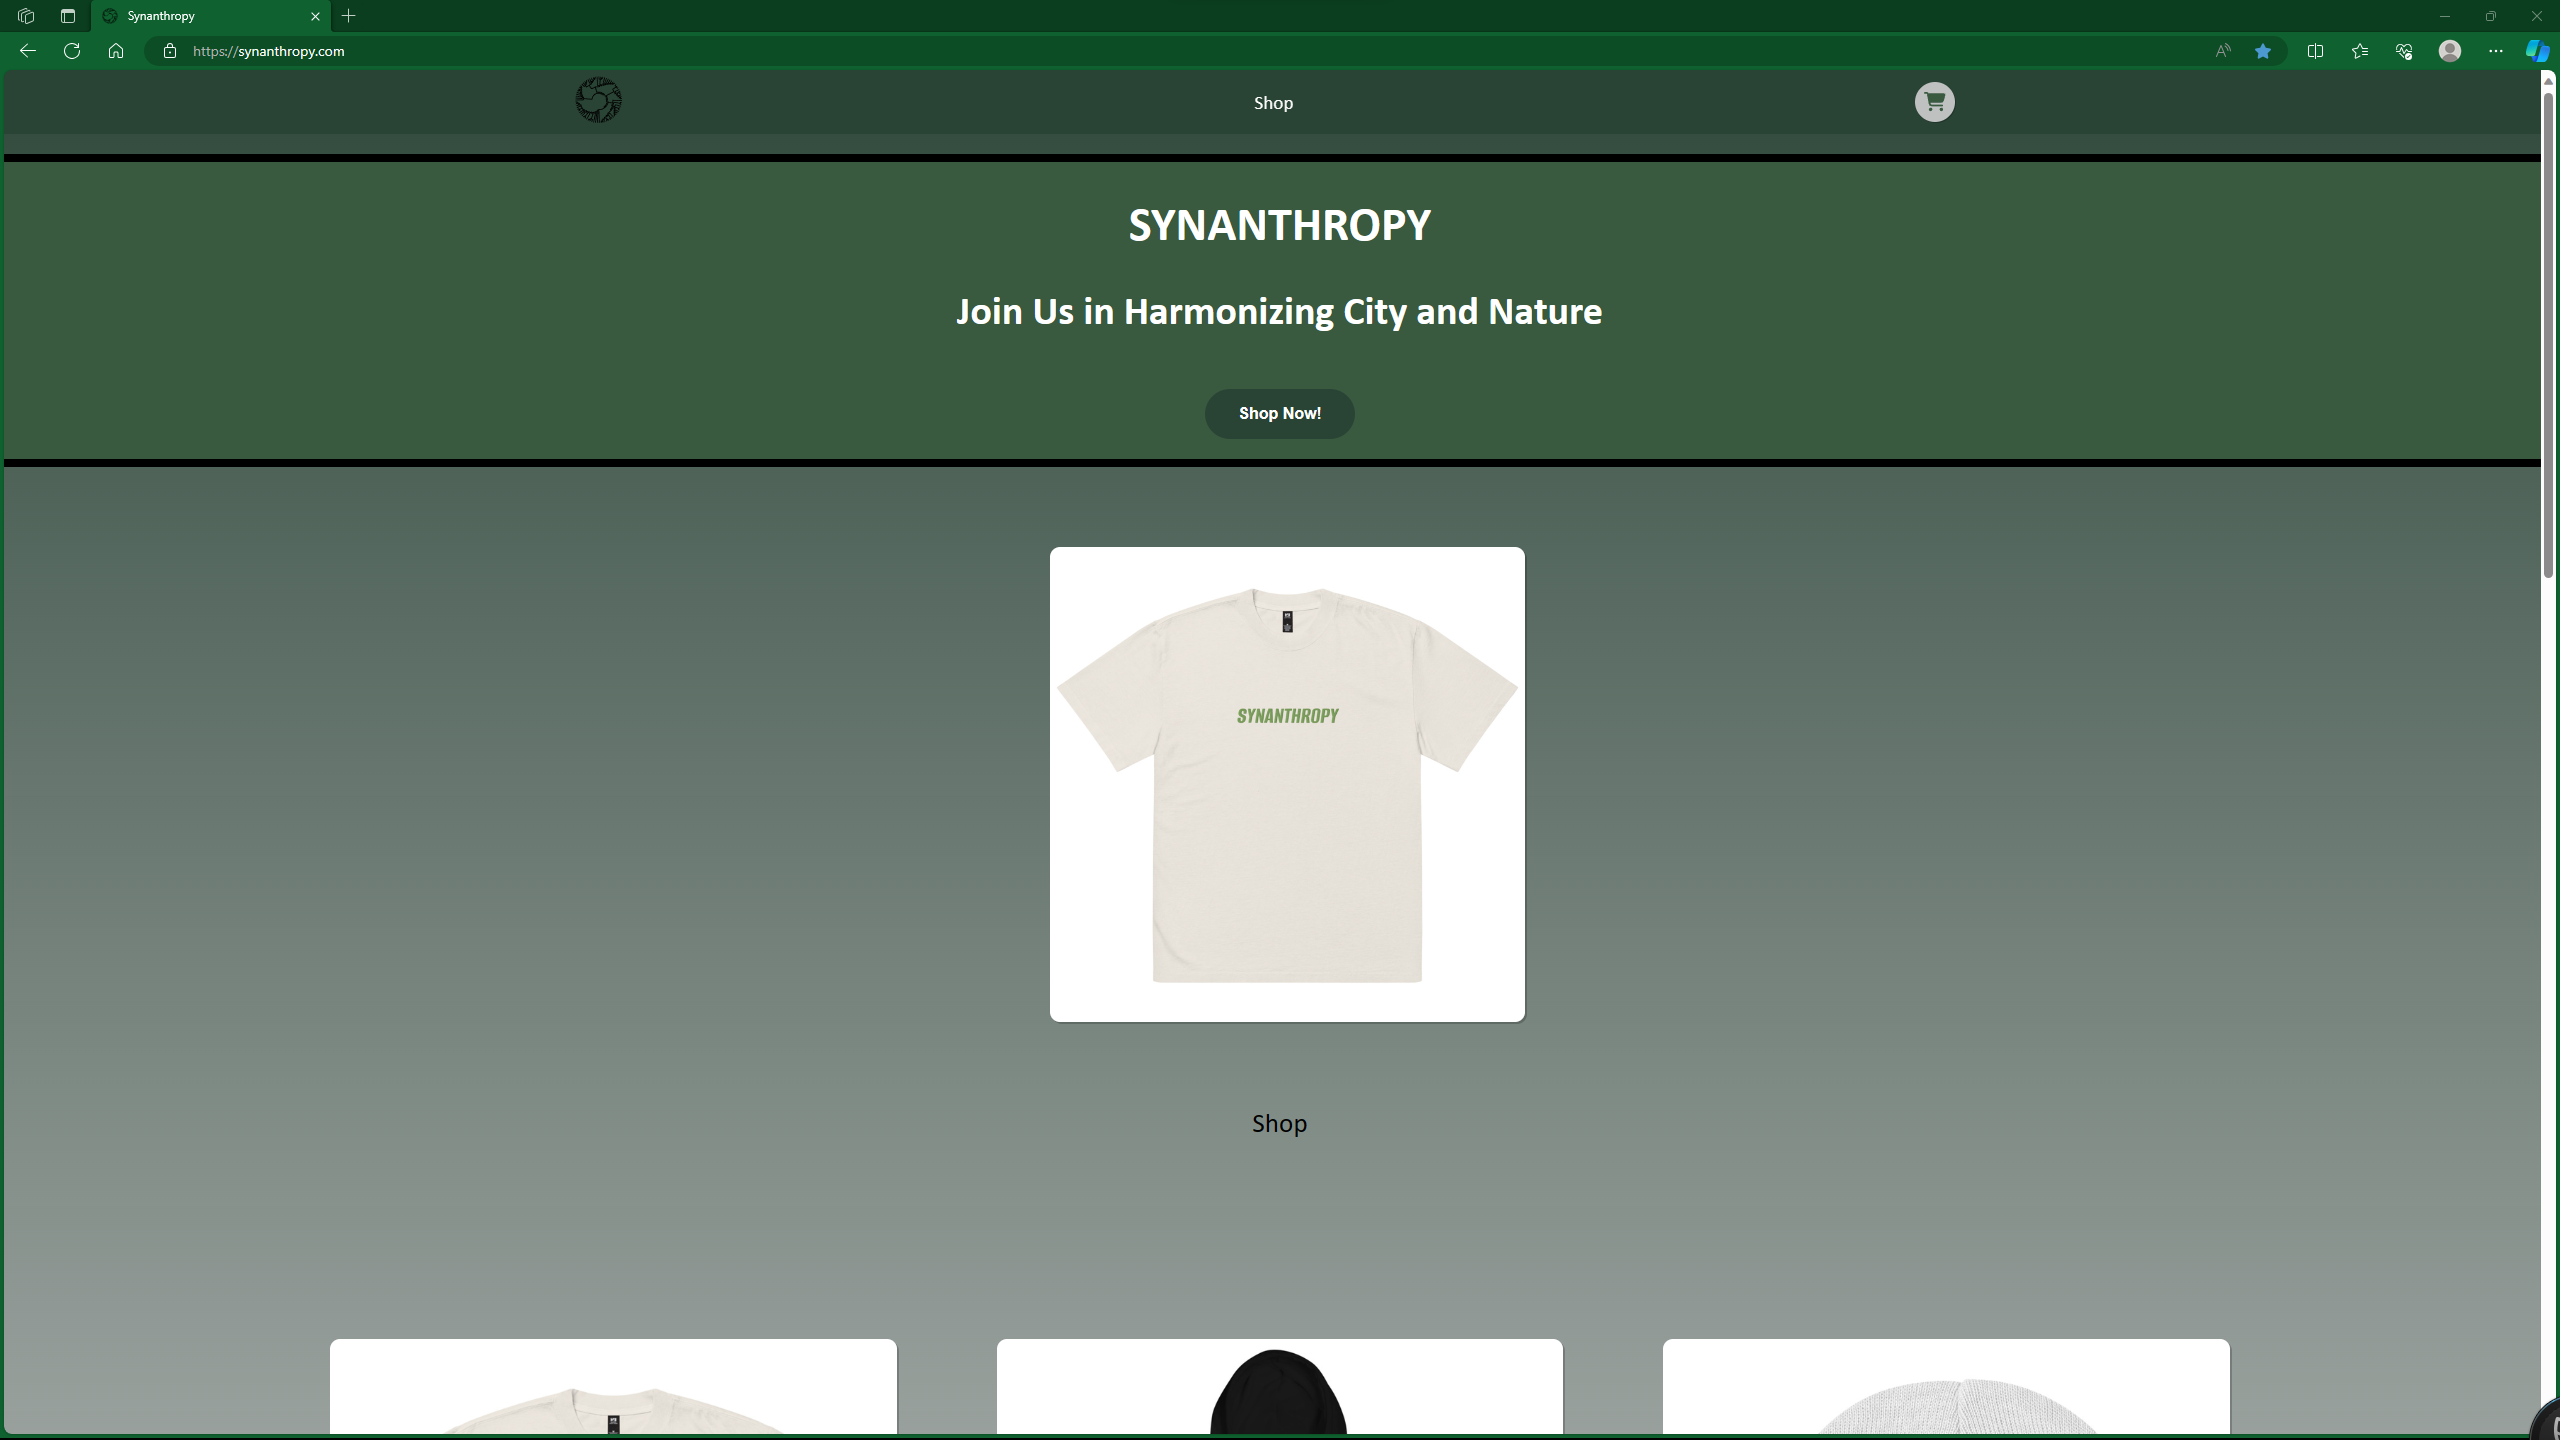 Synanthropy
https://synanthropy.com
Shop
SYNANTHROPY
Join Us in Harmonizing City and Nature
Shop Now!
SYNANTHROPY
Shop